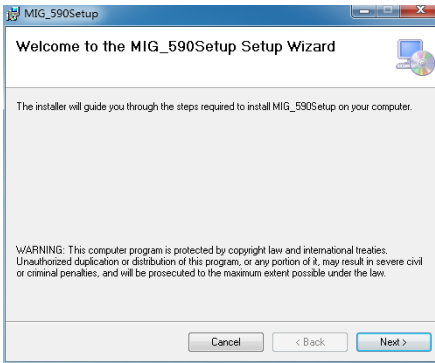 MIG_590Setup
Welcome to the MIG_590Setup Setup Wizard
The installer will guide you through the steps required to install MIG_590Setup on your computer.
WARNING: This computer program is protected by copyright law and international treaties.
Unauthorized duplication or distribution of this program, or any portion of it, may result in severe civil
or criminal penalties, and will be prosecuted to the maximum extent possible under the law.
Cancel
< Back
Next >